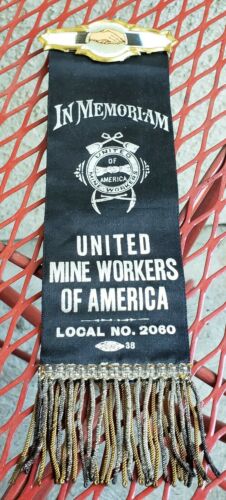 IN MEMORIAM
UNITED
OF
AMERICA
MINE WORKERS
UNITED
MINE WORKERS
OF AMERICA
LOCAL NO. 2060
38